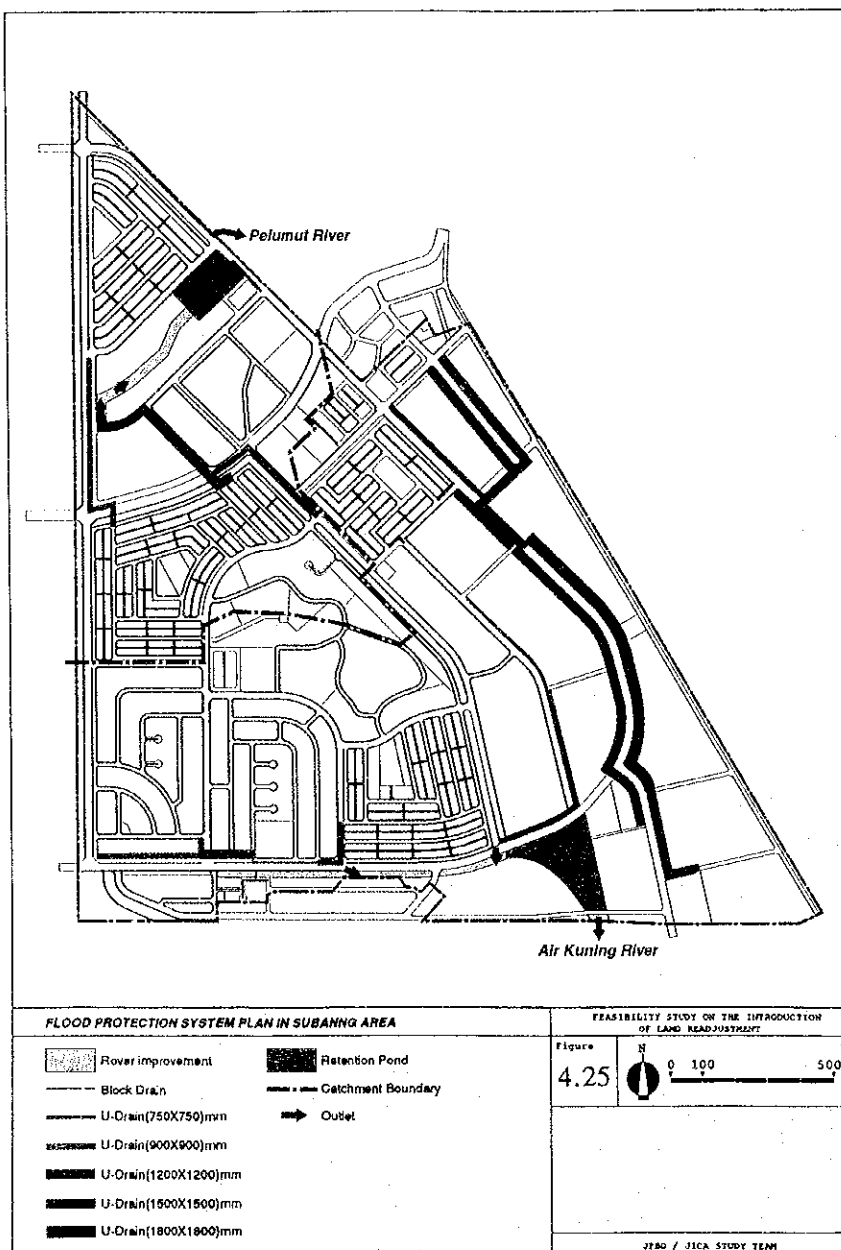 Pelumut River
Air Kuning River
FLOOD PROTECTION SYSTEM PLAN IN SUBANNG AREA
FEASIBILITY STUDY ON THE INTRODUCTION
OF LAND READJUSTMENT
Rover improvement
Block Drain
U-Drain(750X750)mm
U-Drain(900X900)mm
U-Drain(1200X1200)mm
U-Drain(1500X1500)mm
U-Drain(1800X1800)mm
Retention Pond
Catchment Boundary
Outlet
Figure
4.25
N
0 100 500
JPBD / JICA STUDY TEAM